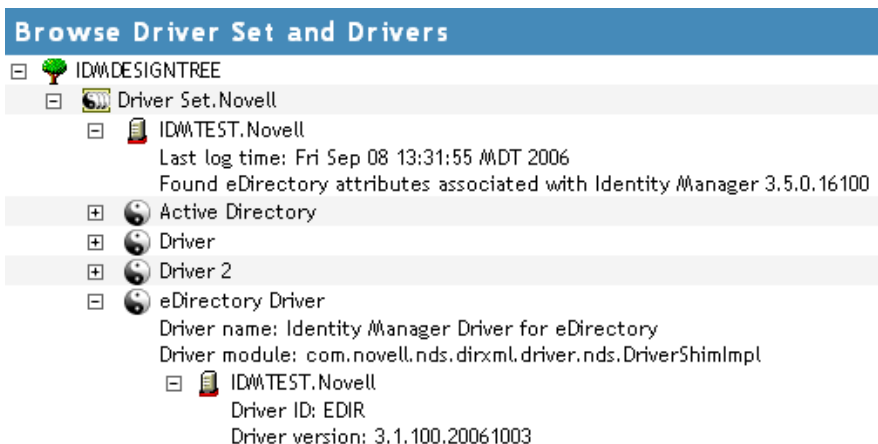 Browse Driver Set and Drivers
IDMDESIGNTREE
Driver Set.Novell
IDMTEST.Novell
Last log time: Fri Sep 08 13:31:55 MDT 2006
Found eDirectory attributes associated with Identity Manager 3.5.0.16100
Active Directory
Driver
Driver 2
eDirectory Driver
Driver name: Identity Manager Driver for eDirectory
Driver module: com.novell.nds.dirxml.driver.nds.DriverShimImpl
IDMTEST.Novell
Driver ID: EDIR
Driver version: 3.1.100.20061003